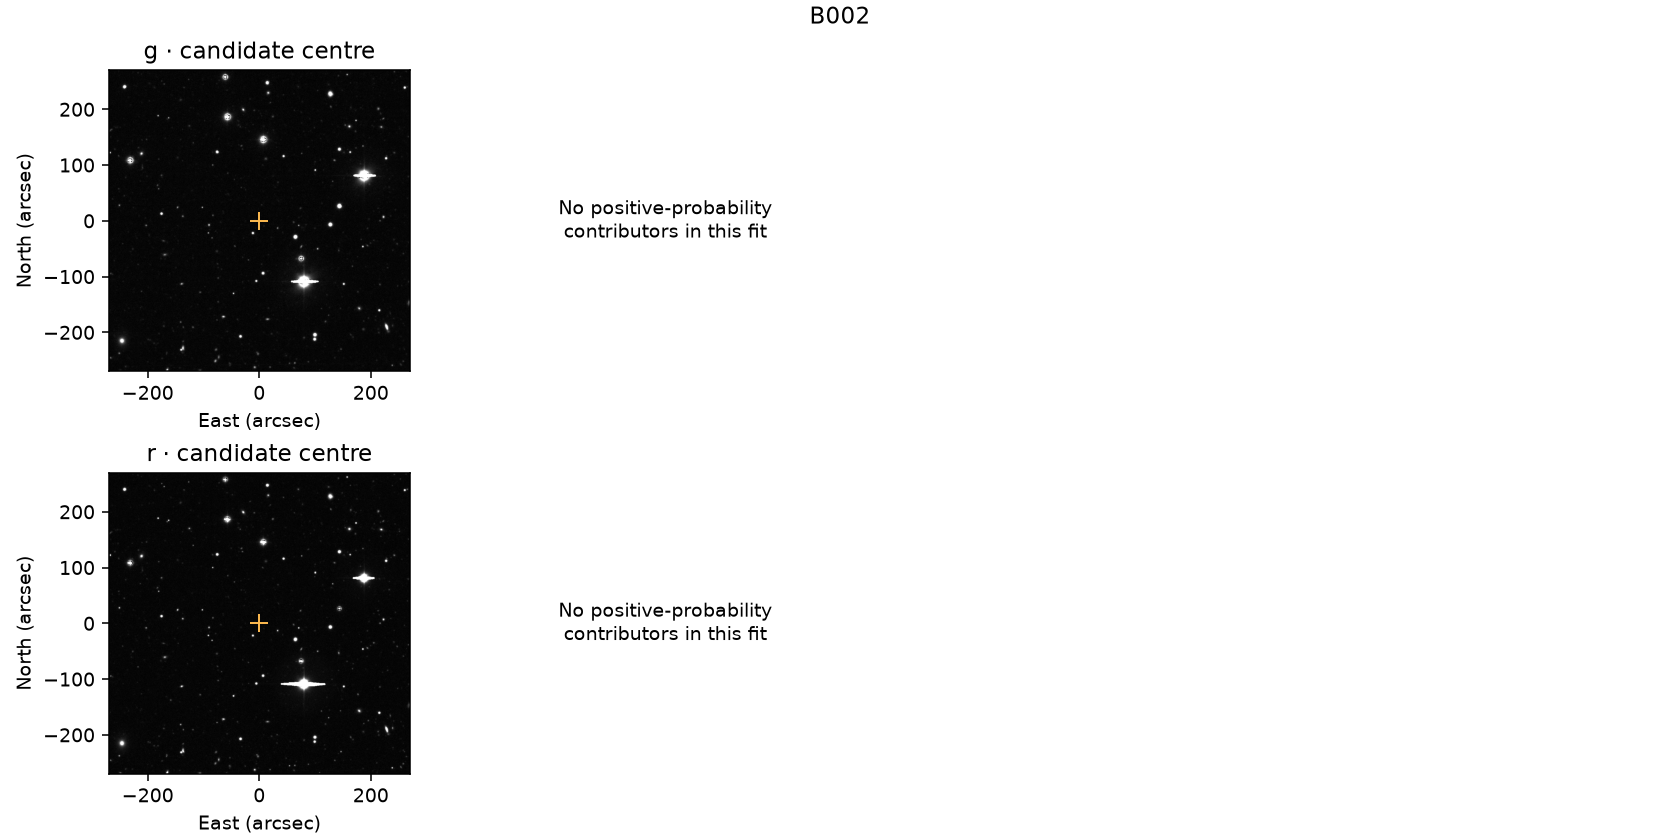 B002
g · candidate centre
North (arcsec)
200
100
0
−100
−200
−200 0 200
East (arcsec)
No positive-probability
contributors in this fit
r · candidate centre
North (arcsec)
200
100
0
−100
−200
−200 0 200
East (arcsec)
No positive-probability
contributors in this fit